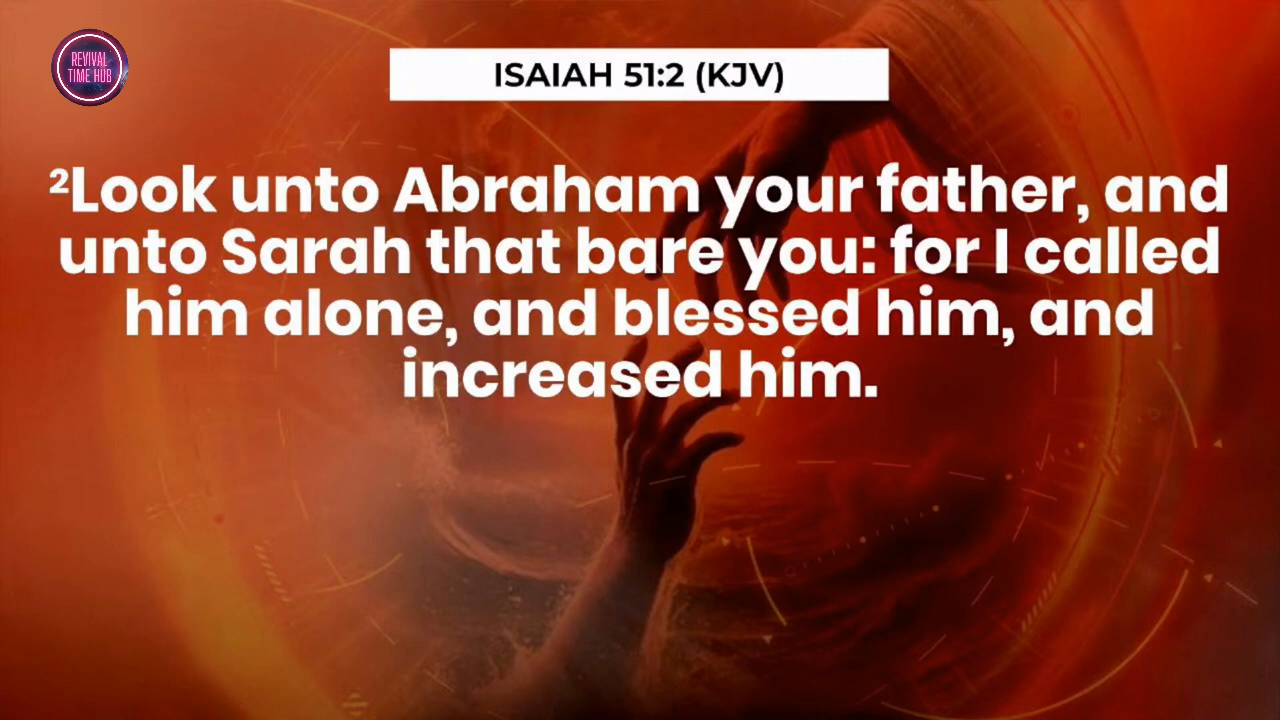 REVIVAL
TIME HUB
ISAIAH 51:2 (KJV)
²Look unto Abraham your father, and
unto Sarah that bare you: for I called
him alone, and blessed him, and
increased him.